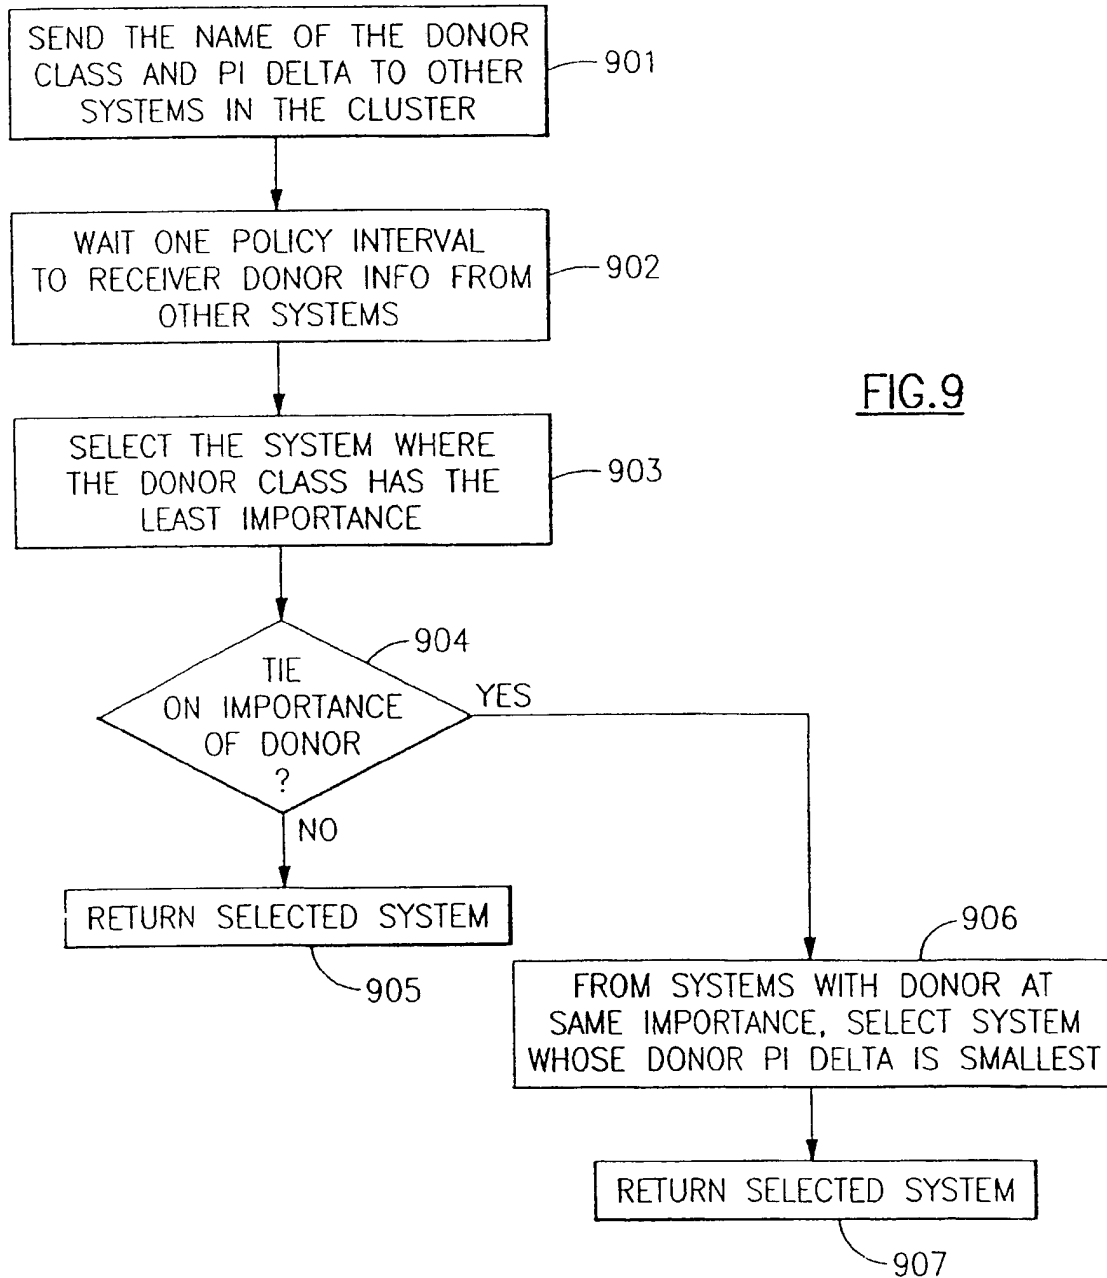 SEND THE NAME OF THE DONOR
CLASS AND PI DELTA TO OTHER
SYSTEMS IN THE CLUSTER
901
WAIT ONE POLICY INTERVAL
TO RECEIVER DONOR INFO FROM
OTHER SYSTEMS
902
FIG.9
SELECT THE SYSTEM WHERE
THE DONOR CLASS HAS THE
LEAST IMPORTANCE
903
904
TIE
ON IMPORTANCE
OF DONOR
?
YES
NO
RETURN SELECTED SYSTEM
905
906
FROM SYSTEMS WITH DONOR AT
SAME IMPORTANCE, SELECT SYSTEM
WHOSE DONOR PI DELTA IS SMALLEST
RETURN SELECTED SYSTEM
907